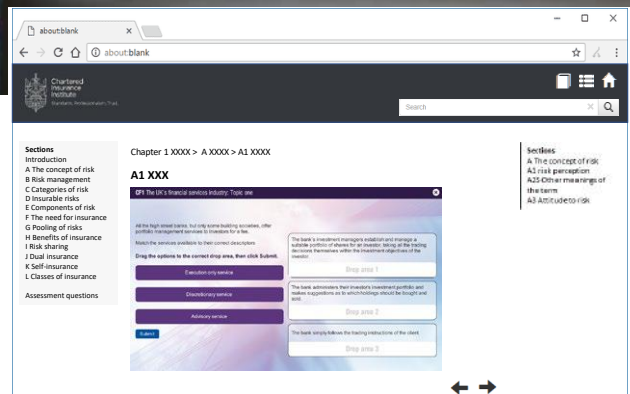 about:blank
about:blank
Chartered
Insurance
Institute
Standards. Professionalism. Trust.
Search
Sections
Introduction
A The concept of risk
B Risk management
C Categories of risk
D Insurable risks
E Components of risk
F The need for insurance
G Pooling of risks
H Benefits of insurance
I Risk sharing
J Dual insurance
K Self-insurance
L Classes of insurance
Assessment questions
Chapter 1 XXXX > A XXXX > A1 XXXX
A1 XXX
CF1 The UK's financial services industry: Topic one
All the high street banks, but only some building societies, offer
portfolio management services to investors for a fee.
Match the services available to their correct descriptors
Drag the options to the correct drop area, then click Submit.
Execution only service
Discretionary service
Advisory service
Submit
The bank's investment managers establish and manage a
suitable portfolio of shares for an investor, taking all the trading
decisions themselves within the investment objectives of the
investor.
Drop area 1
The bank administers their investor's investment portfolio and
makes suggestions as to which holdings should be bought and
sold.
Drop area 2
The bank simply follows the trading instructions of the client.
Drop area 3
Sections
A The concept of risk
A1 risk perception
A2S Other meanings of
the term
A3 Attitude to risk